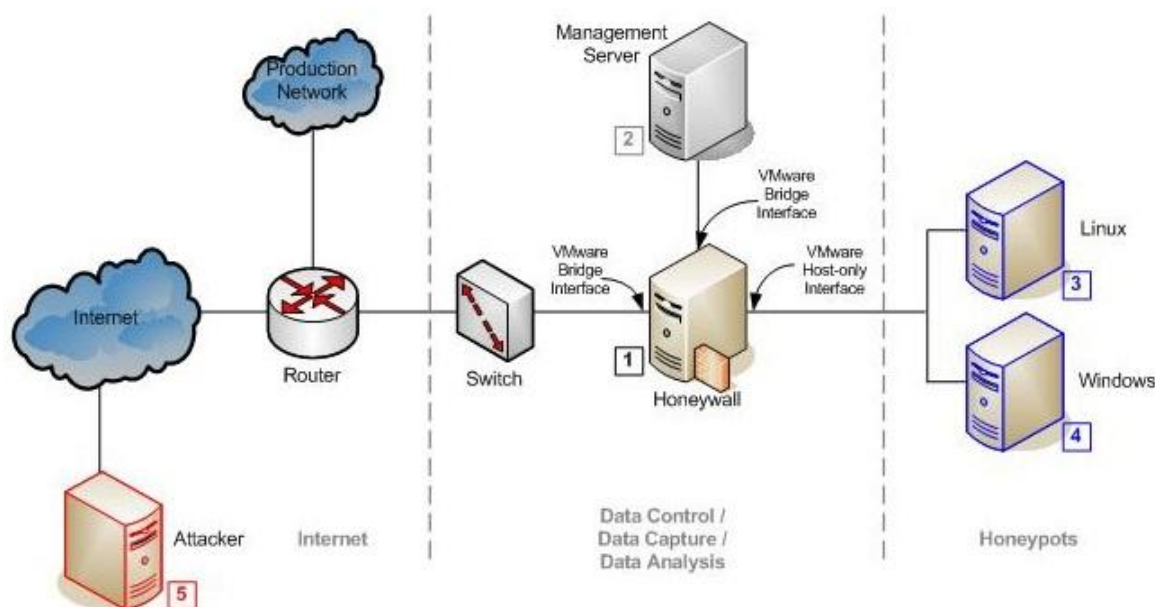 Management
Server
2
Production
Network
VMware
Bridge
Interface
Internet
Router
Switch
VMware
Bridge
Interface
VMware
Host-only
Interface
1
Honeywall
Linux
3
Windows
4
Attacker
5
Internet
Data Control /
Data Capture /
Data Analysis
Honeypots